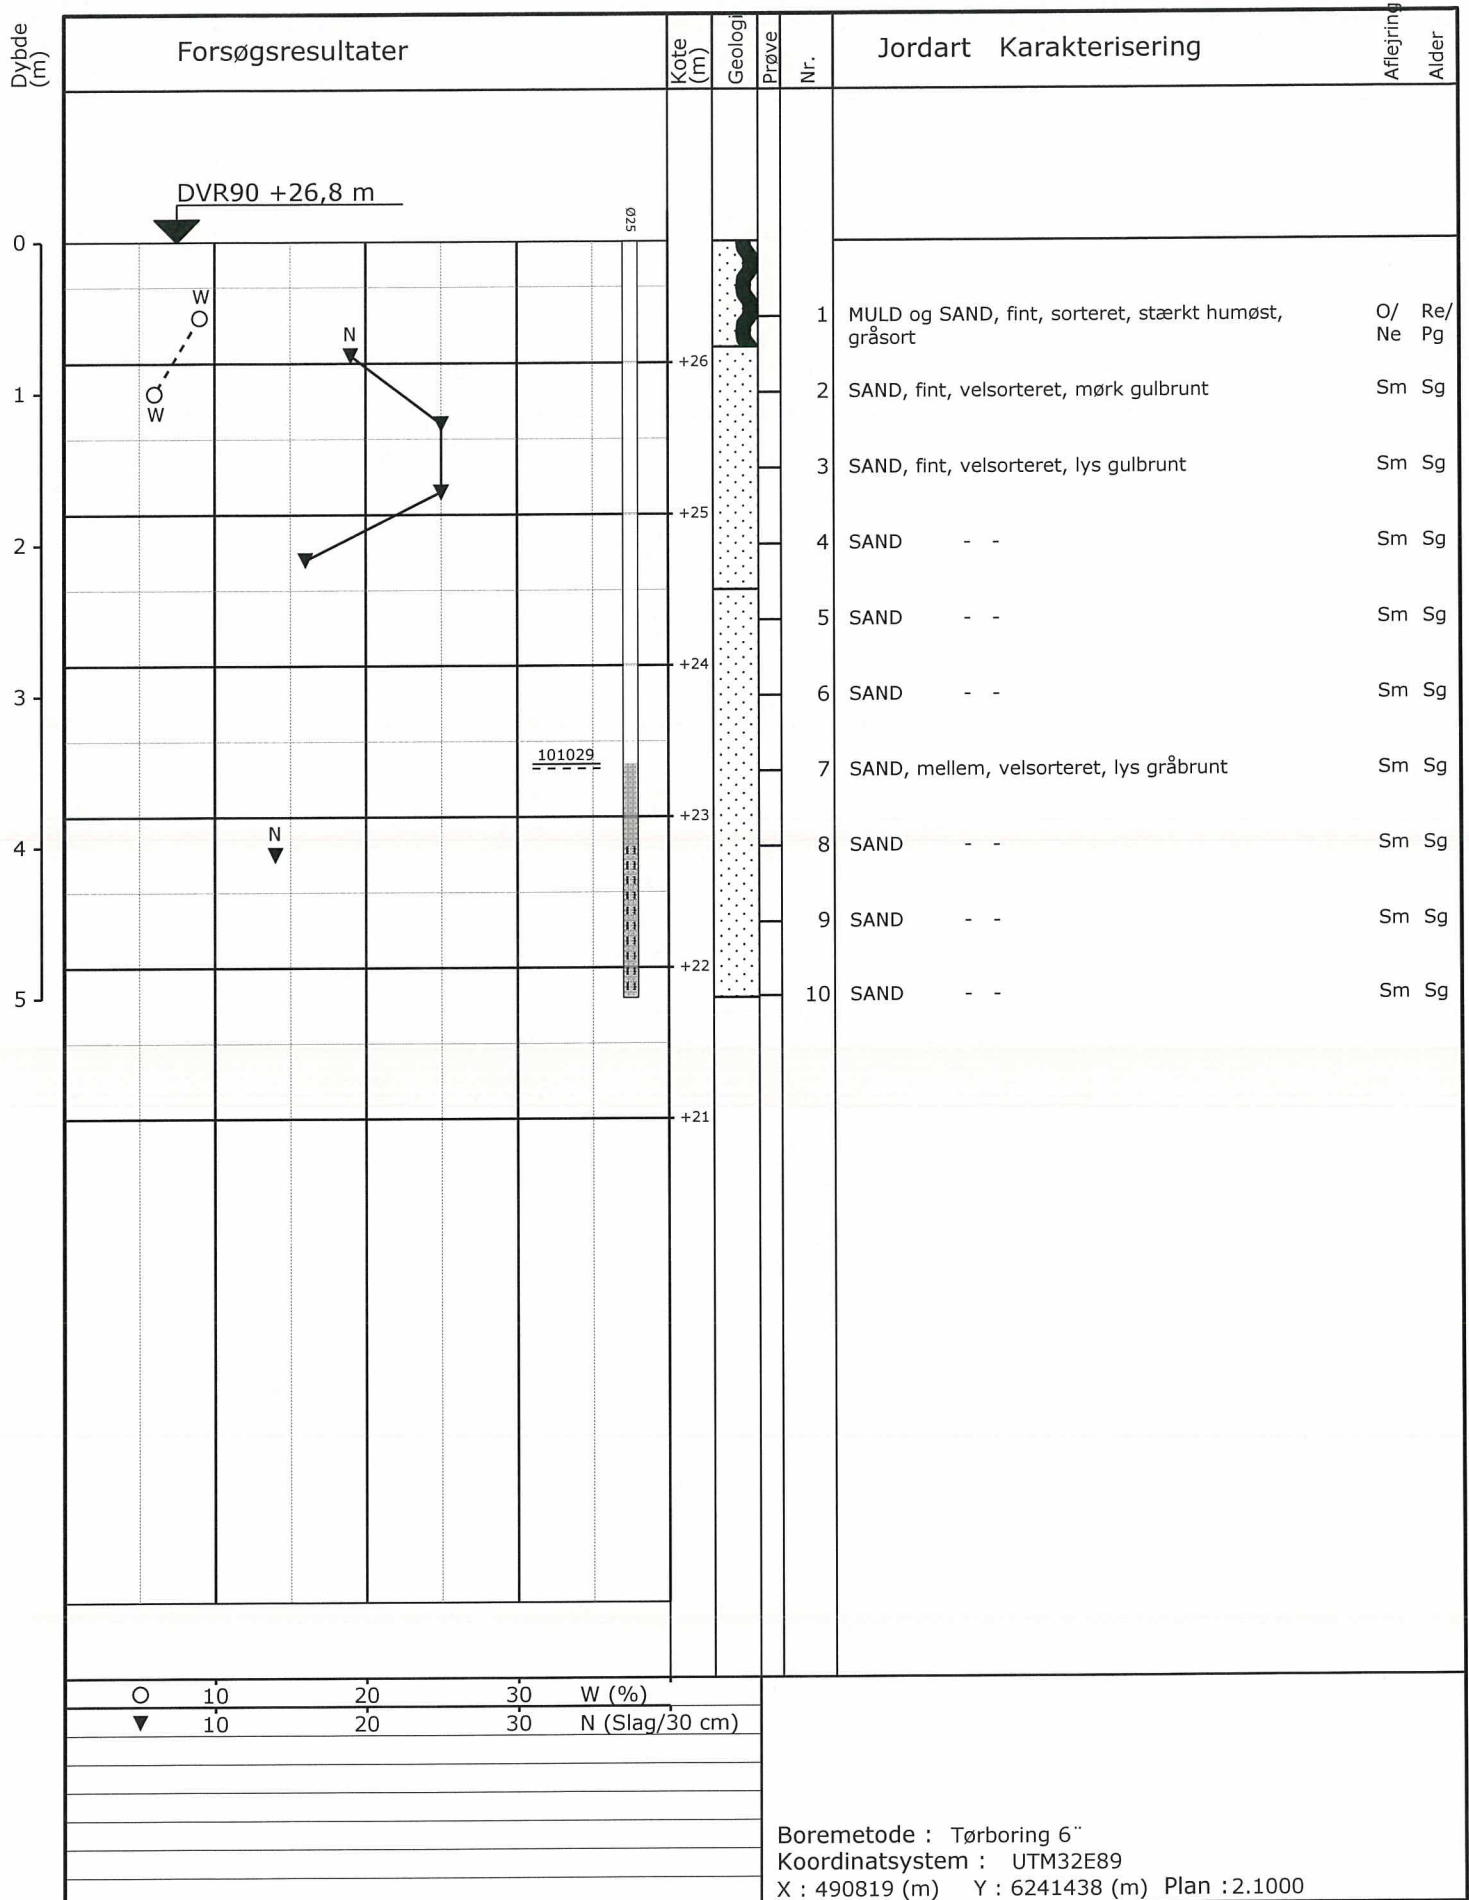 Dybde (m)
Forsøgsresultater
Kote (m)
Geologi
Prøve
Nr.
Jordart Karakterisering
Aflejring
Alder
DVR90 +26,8 m
Ø25
0
W
N
1 MULD og SAND, fint, sorteret, stærkt humøst, O/ Re/
gråsort Ne Pg
+26
1
W
2 SAND, fint, velsorteret, mørk gulbrunt Sm Sg
3 SAND, fint, velsorteret, lys gulbrunt Sm Sg
+25
2
4 SAND - - Sm Sg
5 SAND - - Sm Sg
+24
3
6 SAND - - Sm Sg
101029
7 SAND, mellem, velsorteret, lys gråbrunt Sm Sg
+23
N
4
8 SAND - - Sm Sg
9 SAND - - Sm Sg
+22
5
10 SAND - - Sm Sg
+21
10 20 30 W (%)
10 20 30 N (Slag/30 cm)
Boremetode : Tørboring 6¨
Koordinatsystem : UTM32E89
X : 490819 (m) Y : 6241438 (m) Plan :2.1000